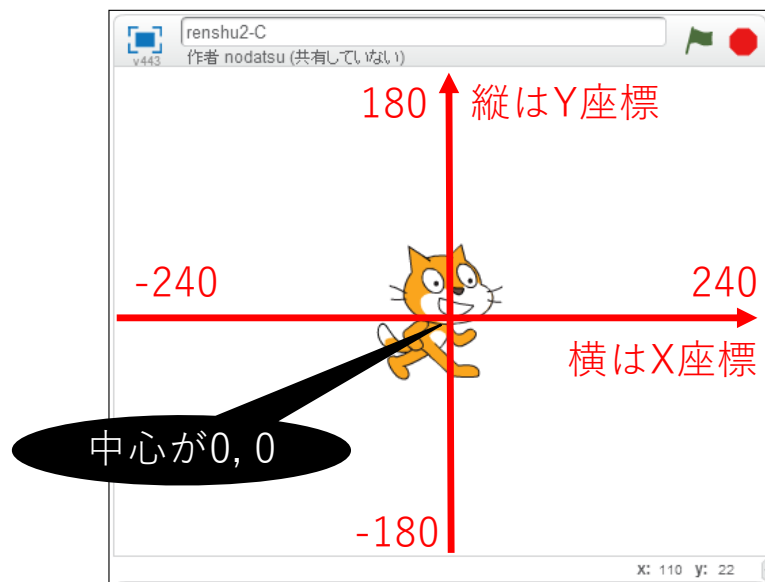 renshu2-C
v443
作者 nodatsu (共有していない)
180
縦はY座標
-240
240
横はX座標
中心が0, 0
-180
x: 110 y: 22